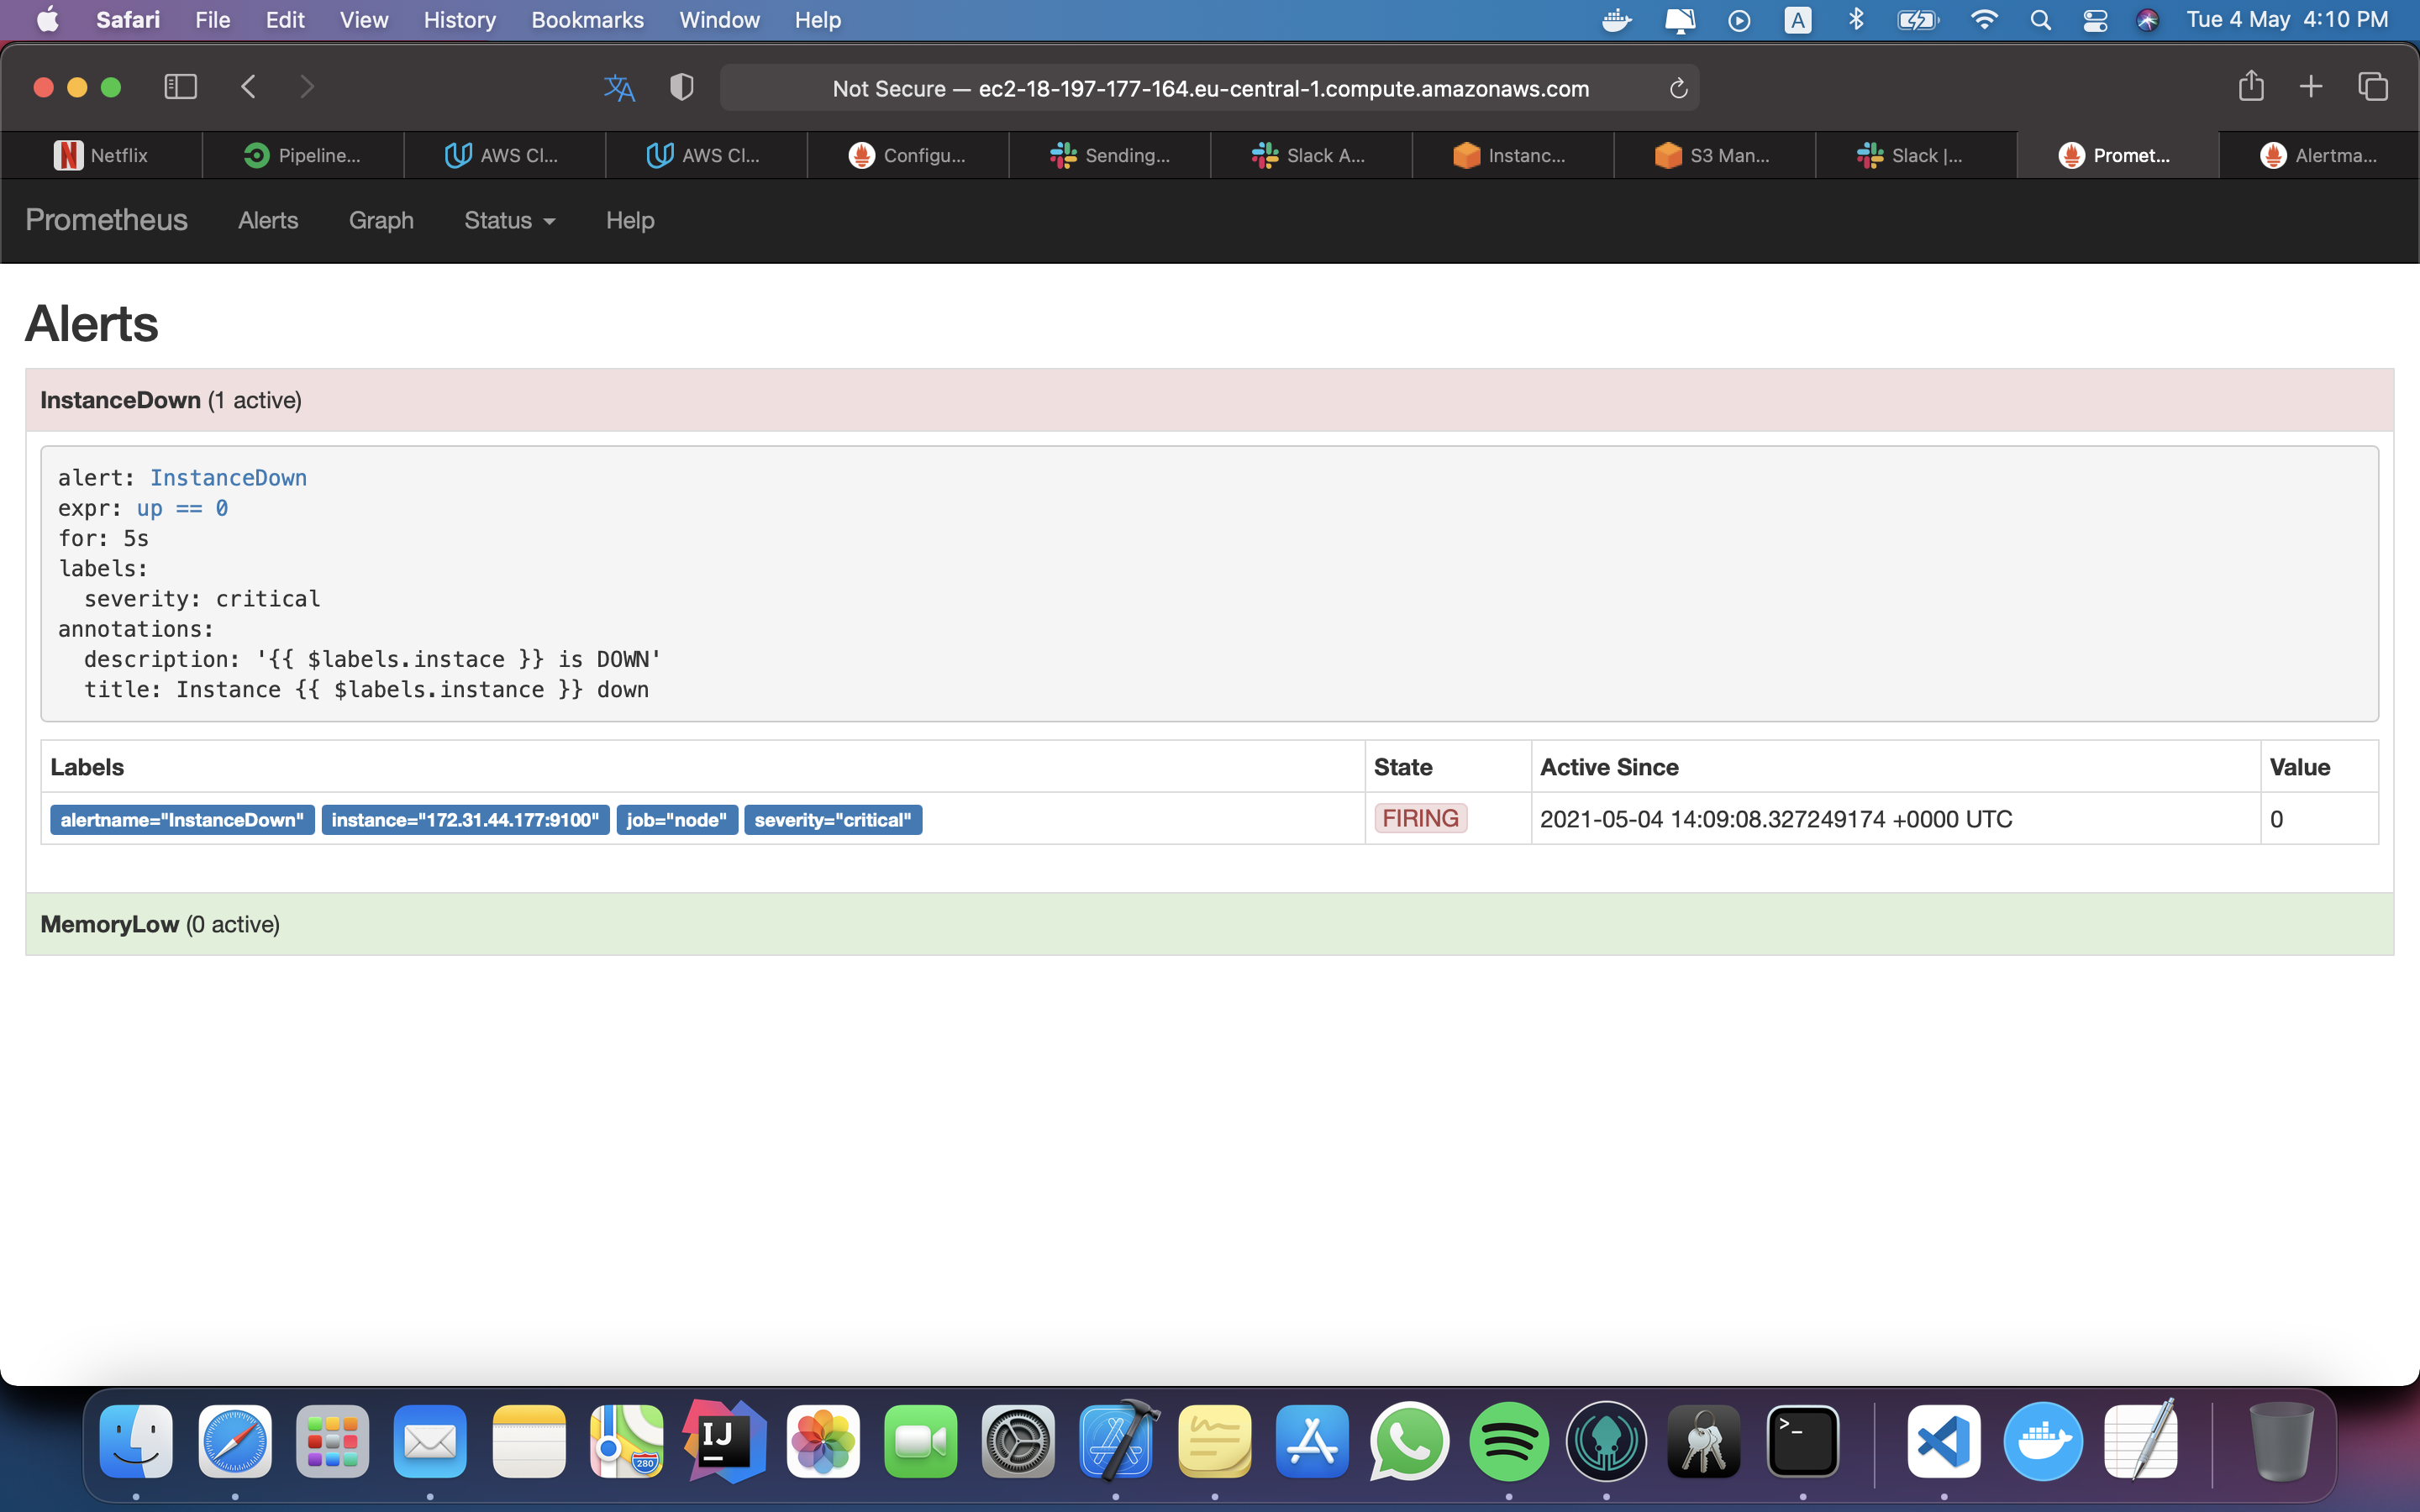 Safari File Edit View History Bookmarks Window Help A Tue 4 May 4:10 PM
Not Secure — ec2-18-197-177-164.eu-central-1.compute.amazonaws.com
Netflix Pipeline... AWS Cl... AWS Cl... Configu... Sending... Slack A... Instanc... S3 Man... Slack |... Promet... Alertma...
Prometheus Alerts Graph Status Help
Alerts
InstanceDown (1 active)
alert: InstanceDown
expr: up == 0
for: 5s
labels:
  severity: critical
annotations:
  description: '{{ $labels.instace }} is DOWN'
  title: Instance {{ $labels.instance }} down
Labels State Active Since Value
alertname="InstanceDown" instance="172.31.44.177:9100" job="node" severity="critical" FIRING 2021-05-04 14:09:08.327249174 +0000 UTC 0
MemoryLow (0 active)
280 IJ >_